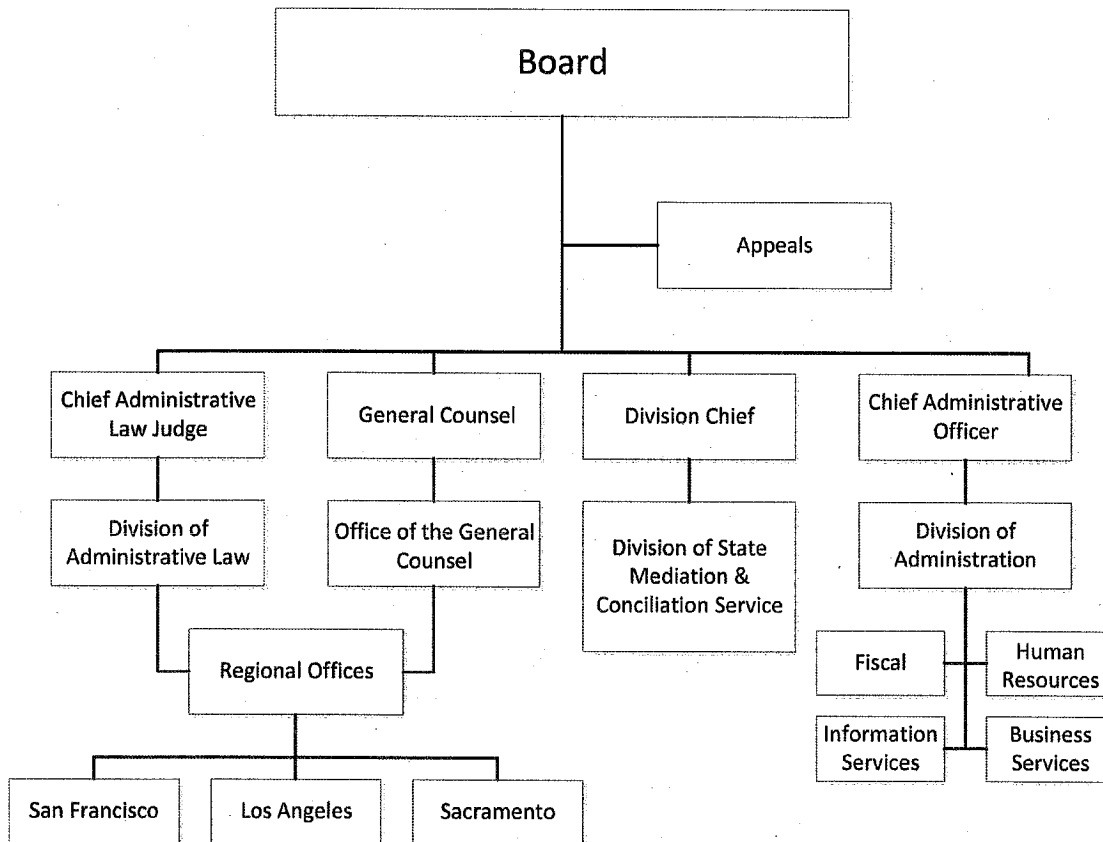 Board
Appeals
Chief Administrative
Law Judge
General Counsel
Division Chief
Chief Administrative
Officer
Division of
Administrative Law
Office of the General
Counsel
Division of State
Mediation &
Conciliation Service
Division of
Administration
Regional Offices
Fiscal
Human
Resources
Information
Services
Business
Services
San Francisco
Los Angeles
Sacramento